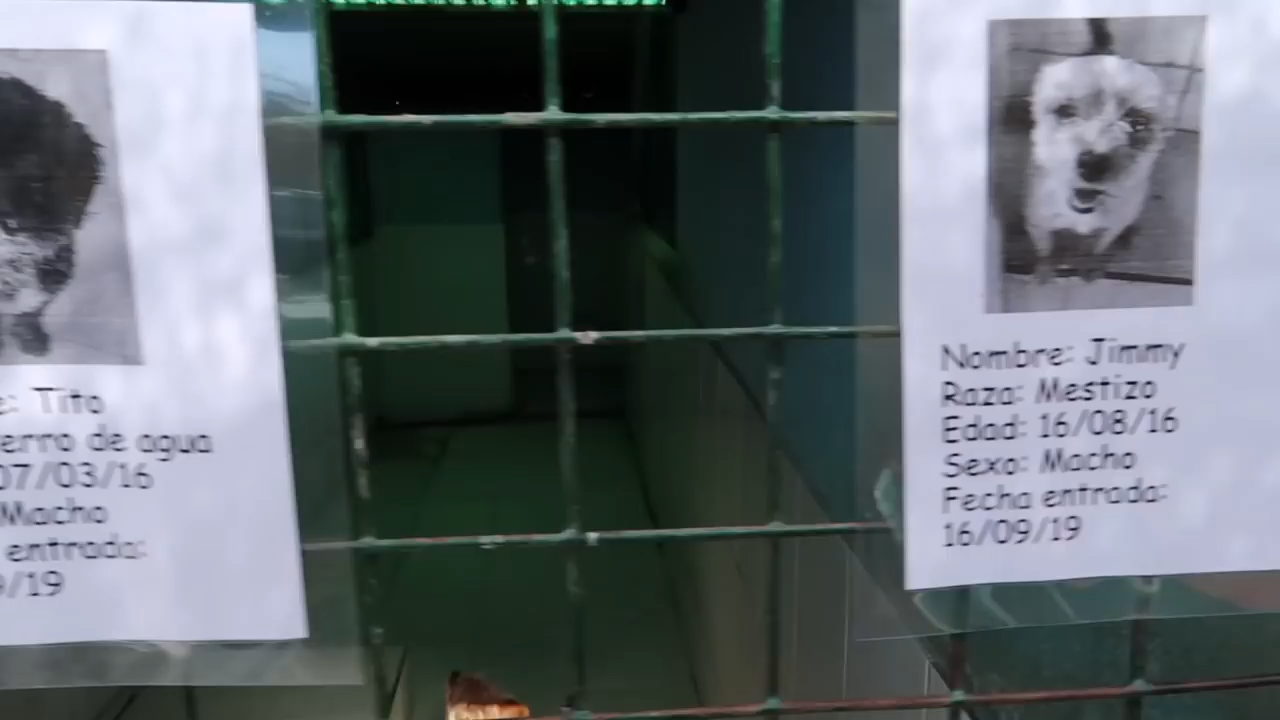 e: Tito
erro de agua
07/03/16
Macho
entrada:
9/19
Nombre: Jimmy
Raza: Mestizo
Edad: 16/08/16
Sexo: Macho
Fecha entrada:
16/09/19